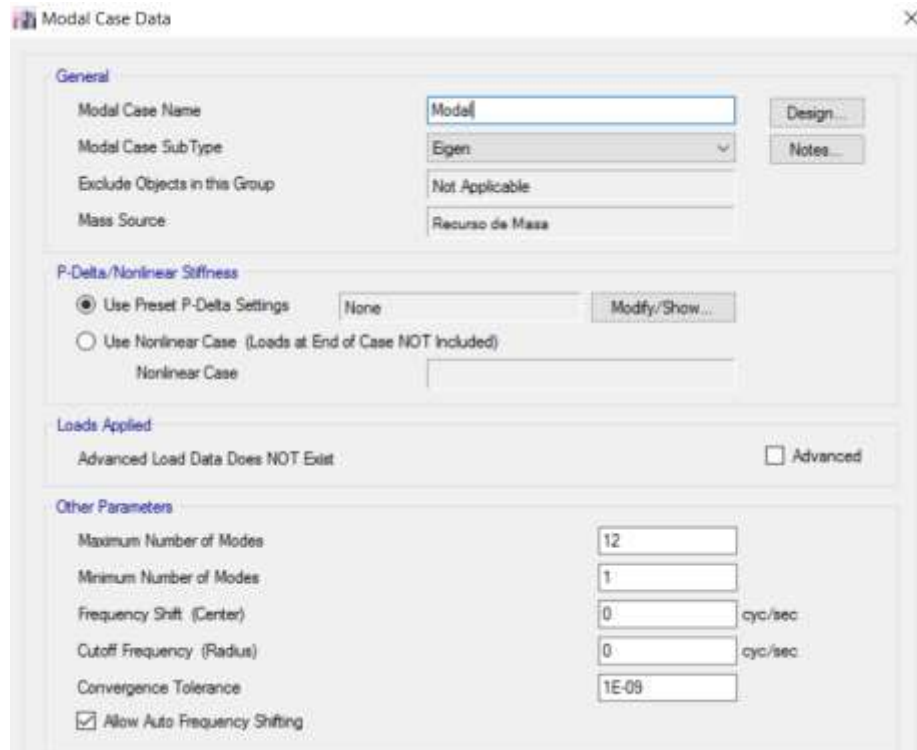 Modal Case Data
General
Modal Case Name Modal Design...
Modal Case SubType Eigen Notes...
Exclude Objects in this Group Not Applicable
Mass Source Recurso de Masa
P-Delta/Nonlinear Stiffness
Use Preset P-Delta Settings None Modify/Show...
Use Nonlinear Case (Loads at End of Case NOT Included)
Nonlinear Case
Loads Applied
Advanced Load Data Does NOT Exist Advanced
Other Parameters
Maximum Number of Modes 12
Minimum Number of Modes 1
Frequency Shift (Center) 0 cyc/sec
Cutoff Frequency (Radius) 0 cyc/sec
Convergence Tolerance 1E-09
Allow Auto Frequency Shifting